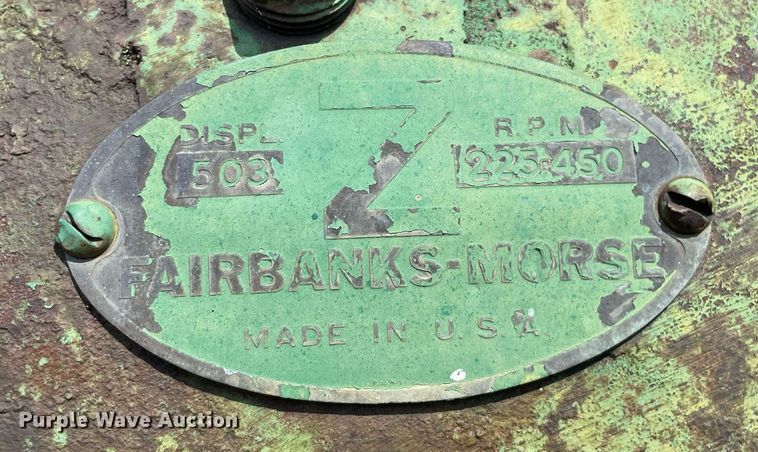 Z
DISPL. R.P.M.
503 225-450
FAIRBANKS-MORSE
MADE IN U.S.A.
Purple Wave Auction